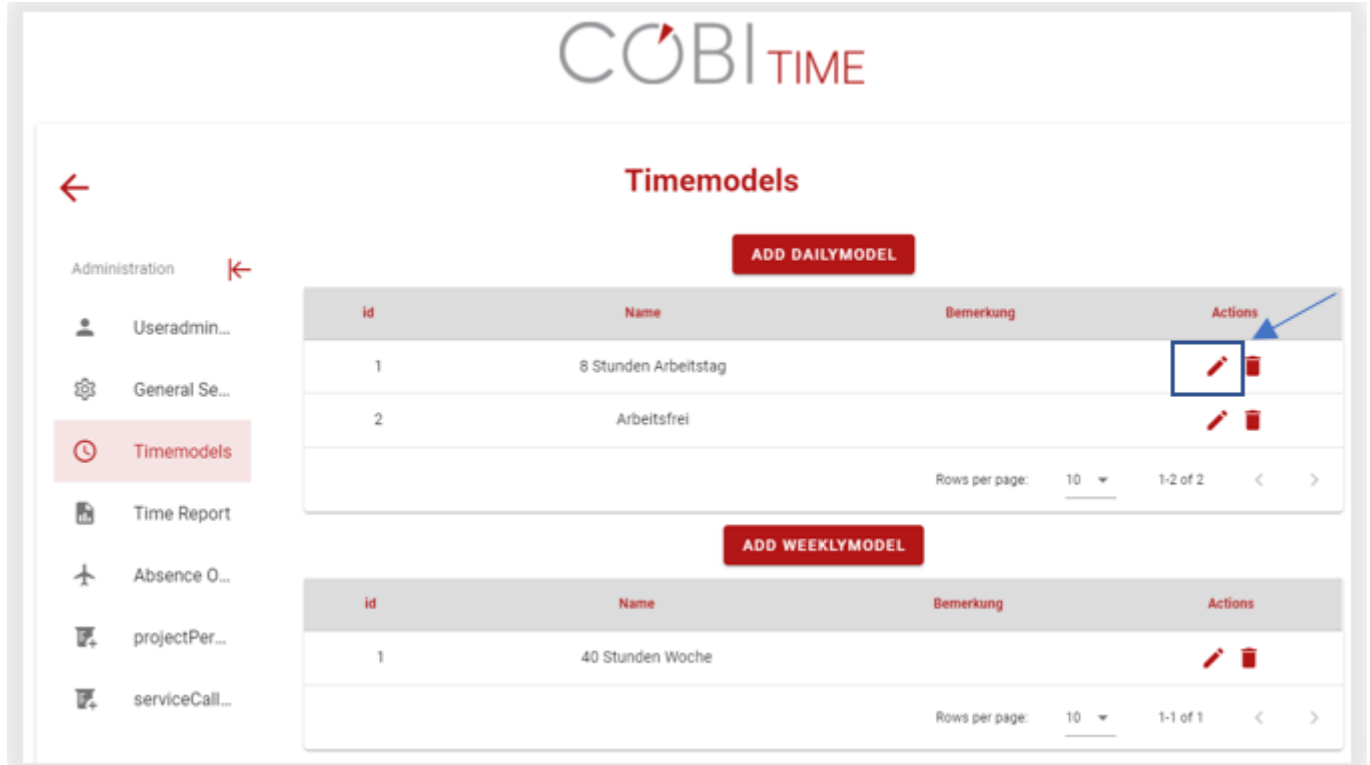 COBI TIME
Timemodels
Administration
ADD DAILYMODEL
Useradmin...
General Se...
Timemodels
Time Report
Absence O...
projectPer...
serviceCall...
id Name Bemerkung Actions
1 8 Stunden Arbeitstag
2 Arbeitsfrei
Rows per page: 10 1-2 of 2
ADD WEEKLYMODEL
id Name Bemerkung Actions
1 40 Stunden Woche
Rows per page: 10 1-1 of 1